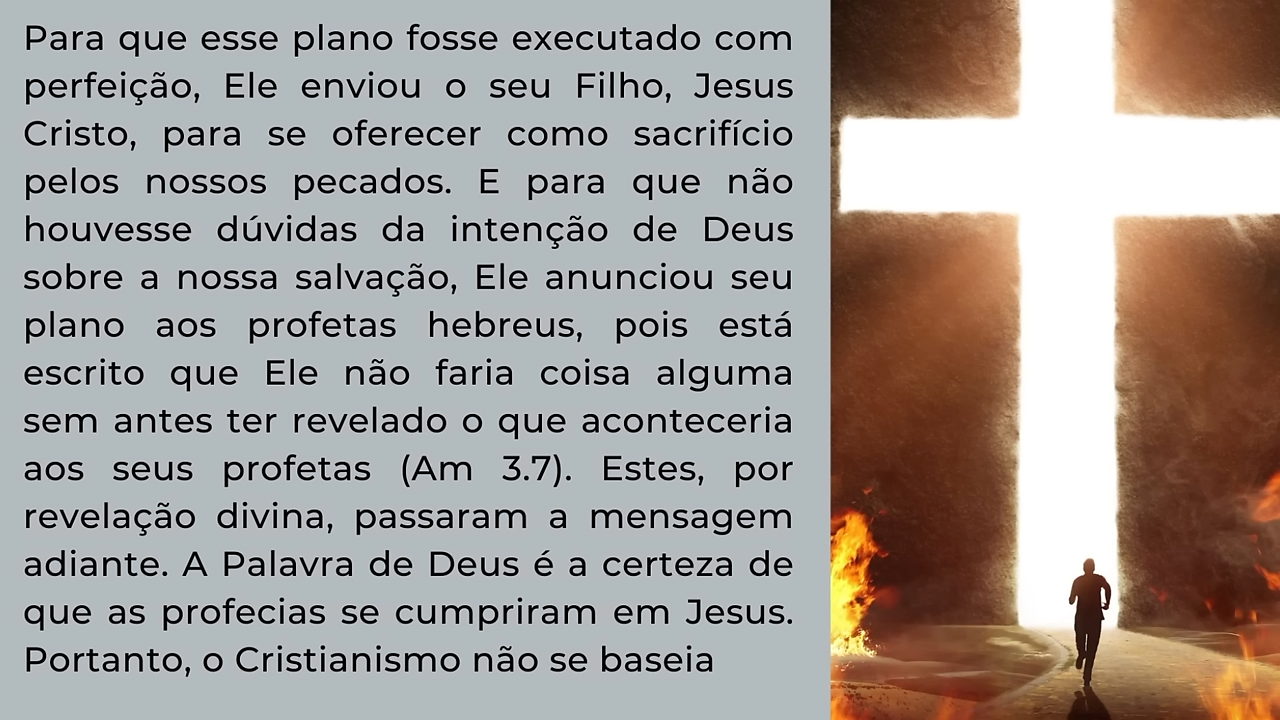 Para que esse plano fosse executado com
perfeição, Ele enviou o seu Filho, Jesus
Cristo, para se oferecer como sacrifício
pelos nossos pecados. E para que não
houvesse dúvidas da intenção de Deus
sobre a nossa salvação, Ele anunciou seu
plano aos profetas hebreus, pois está
escrito que Ele não faria coisa alguma
sem antes ter revelado o que aconteceria
aos seus profetas (Am 3.7). Estes, por
revelação divina, passaram a mensagem
adiante. A Palavra de Deus é a certeza de
que as profecias se cumpriram em Jesus.
Portanto, o Cristianismo não se baseia